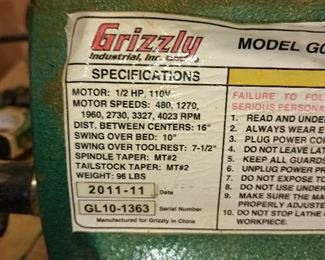 Grizzly
Industrial, Inc.
MODEL G0
SPECIFICATIONS
MOTOR: 1/2 HP, 110V
MOTOR SPEEDS: 480, 1270,
1960, 2730, 3327, 4023 RPM
DIST. BETWEEN CENTERS: 16"
SWING OVER BED: 10"
SWING OVER TOOLREST: 7-1/2"
SPINDLE TAPER: MT#2
TAILSTOCK TAPER: MT#2
WEIGHT: 96 LBS
2011-11 Date
GL10-1363 Serial Number
Manufactured for Grizzly in China
FAILURE TO FOL
SERIOUS PERSONA
1. READ AND UNDE
2. ALWAYS WEAR E
3. PLUG POWER CO
4. DO NOT LEAVE LAT
5. KEEP ALL GUARDS
6. UNPLUG POWER P
7. DO NOT EXPOSE TO
8. DO NOT USE UNDER
9. MAKE SURE THE MA
PROPERLY ADJUSTE
10. DO NOT STOP LATHE
WORKPIECE.